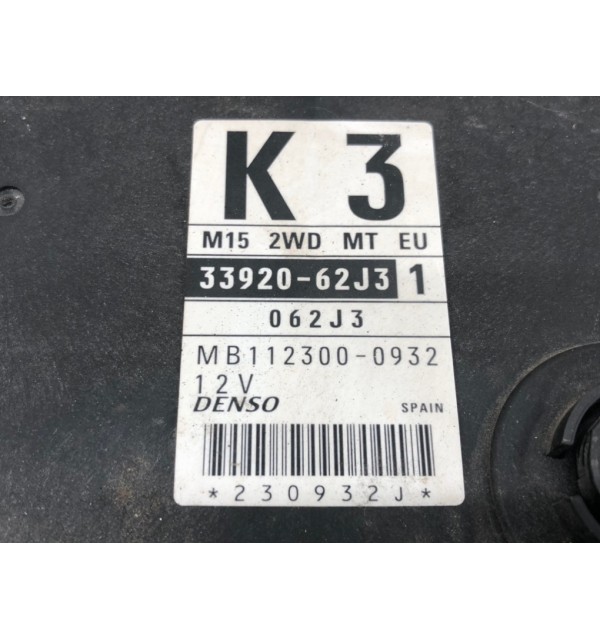 K 3
M15 2WD MT EU
33920-62J3 1
062J3
MB112300-0932
12V
DENSO SPAIN
*230932J*